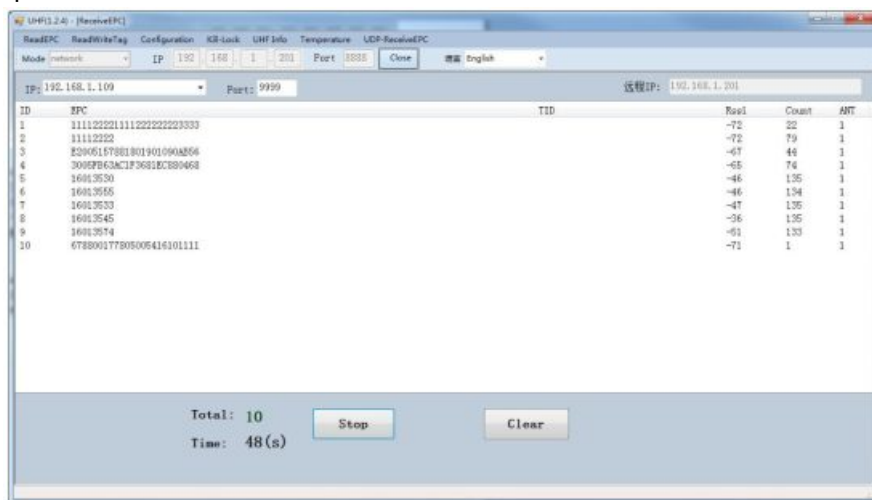 UHF(1.2.4) - [ReceiveEPC]
ReadEPC ReadWriteTag Configuration Kill-Lock UHF Info Temperature UDP-ReceiveEPC
Mode network IP 192 168 1 201 Port 8888 Close 語言 English
IP: 192.168.1.109 Port: 9999 远程IP: 192.168.1.201
ID EPC TID Rssi Count ANT
1 -72 22 1
2 11112222 -72 79 1
3 -67 44 1
4 -65 74 1
5 16013530 -46 135 1
6 16013555 -46 134 1
7 16013533 -47 135 1
8 16013545 -36 135 1
9 16013574 -51 133 1
10 -71 1 1
Total: 10 Stop Clear
Time: 48(s)